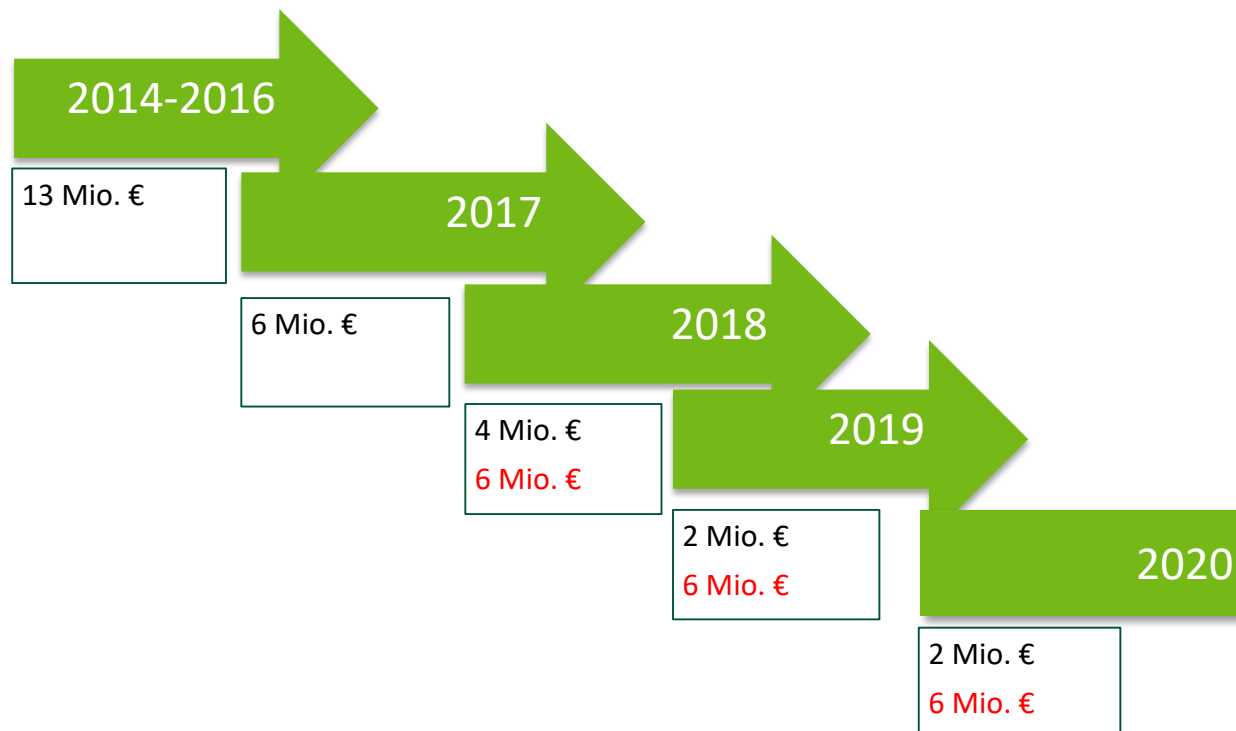 2014-2016
13 Mio. €
2017
6 Mio. €
2018
4 Mio. €
6 Mio. €
2019
2 Mio. €
6 Mio. €
2020
2 Mio. €
6 Mio. €